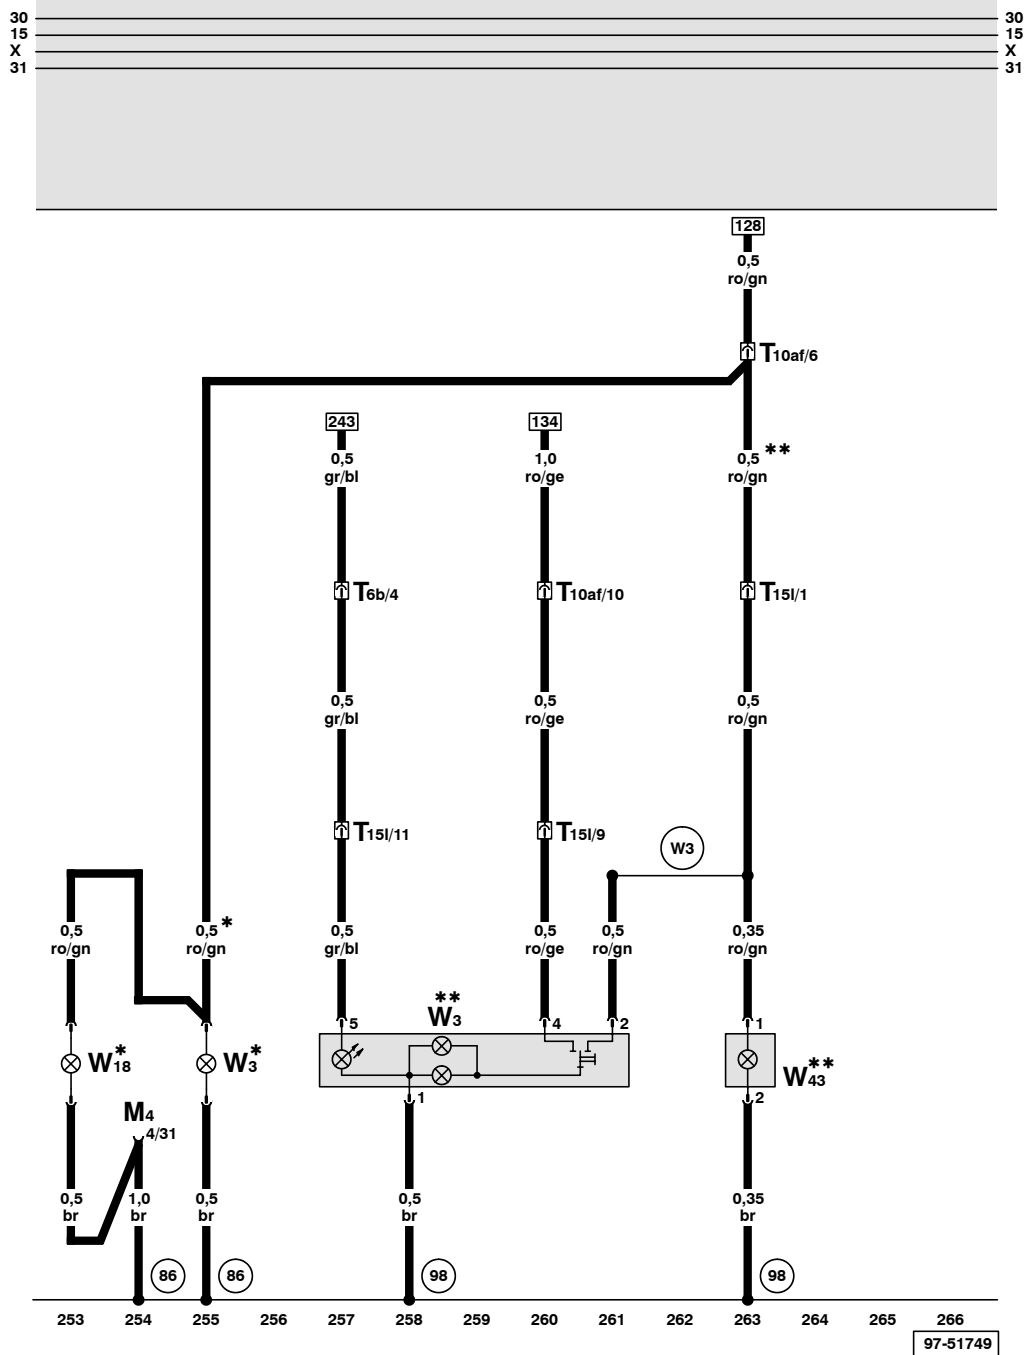 30 30
15 15
X X
31 31
128
0,5
ro/gn
T10af/6
243 134
0,5 1,0 0,5 **
gr/bl ro/ge ro/gn
T6b/4 T10af/10 T15l/1
0,5 0,5 0,5
gr/bl ro/ge ro/gn
T15l/11 T15l/9
W3
0,5 0,5 * 0,5 0,5 0,5 0,35
ro/gn ro/gn gr/bl ro/ge ro/gn ro/gn
**
W3
5 4 2 1
W18* W3* W43**
1 2
M4
4/31
0,5 1,0 0,5 0,5 0,35
br br br br br
86 86 98 98
253 254 255 256 257 258 259 260 261 262 263 264 265 266
97-51749